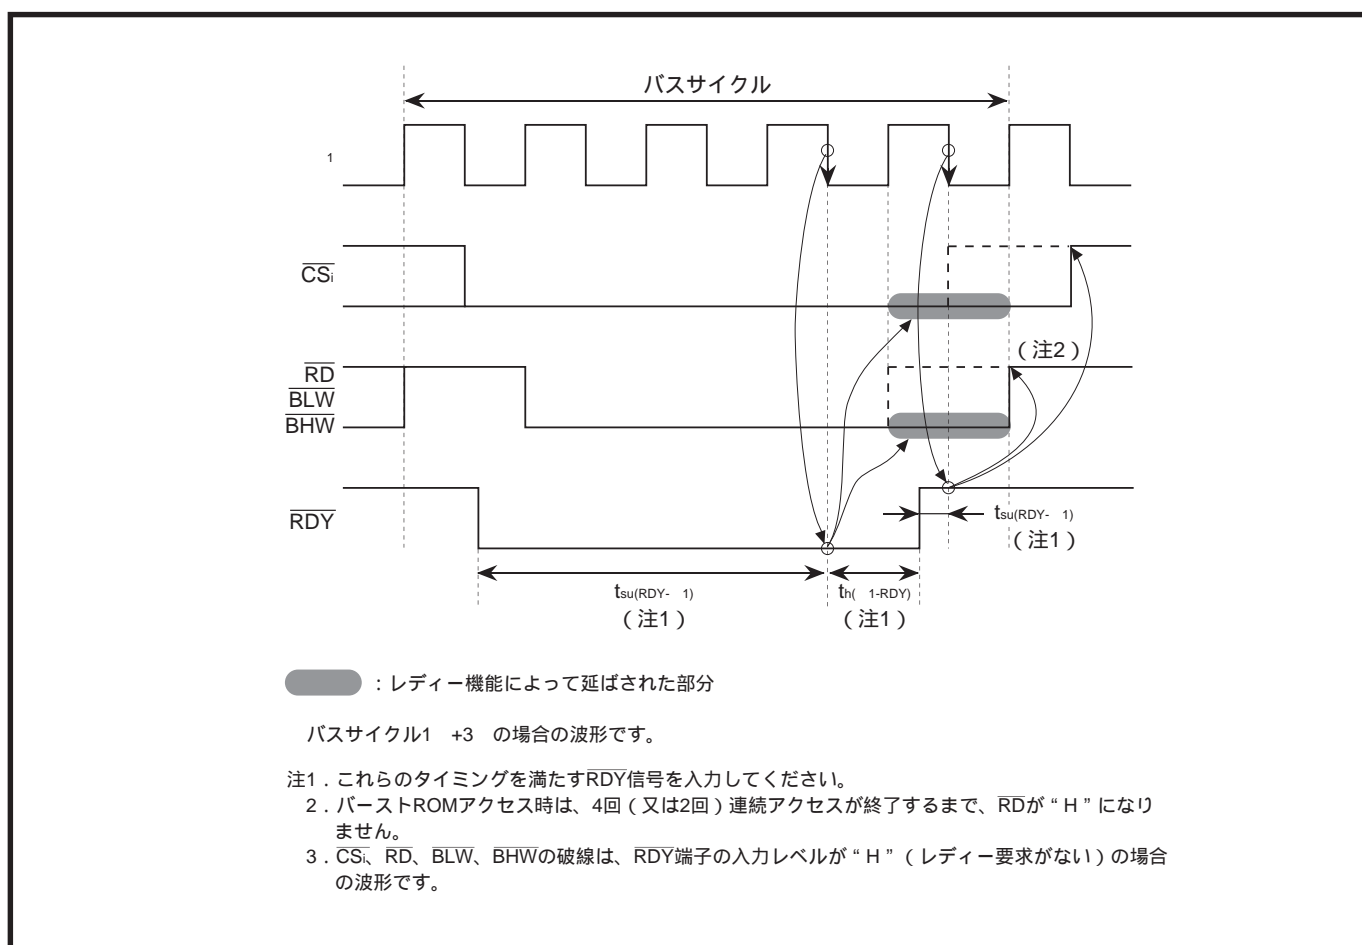 バスサイクル
1
CSi
RD
BLW
BHW
(注2)
RDY
tsu(RDY- 1)
(注1)
tsu(RDY- 1)
(注1)
th( 1-RDY)
(注1)
:レディー機能によって延ばされた部分
バスサイクル1 +3 の場合の波形です。
注1.これらのタイミングを満たすRDY信号を入力してください。
2.バーストROMアクセス時は、4回(又は2回)連続アクセスが終了するまで、RDが“H”になり
ません。
3.CSi、RD、BLW、BHWの破線は、RDY端子の入力レベルが“H”(レディー要求がない)の場合
の波形です。